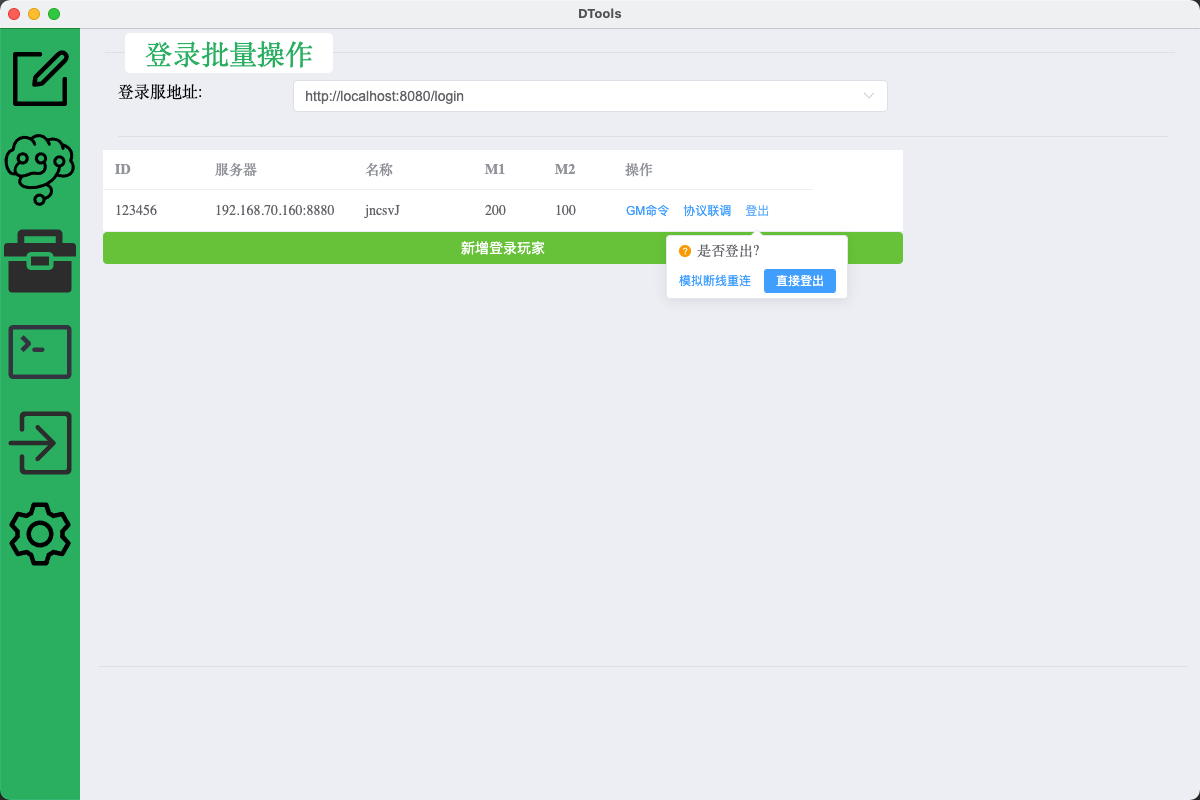 DTools
登录批量操作
登录服地址:
http://localhost:8080/login
ID 服务器 名称 M1 M2 操作
123456 192.168.70.160:8880 jncsvJ 200 100 GM命令 协议联调 登出
新增登录玩家
是否登出?
模拟断线重连 直接登出